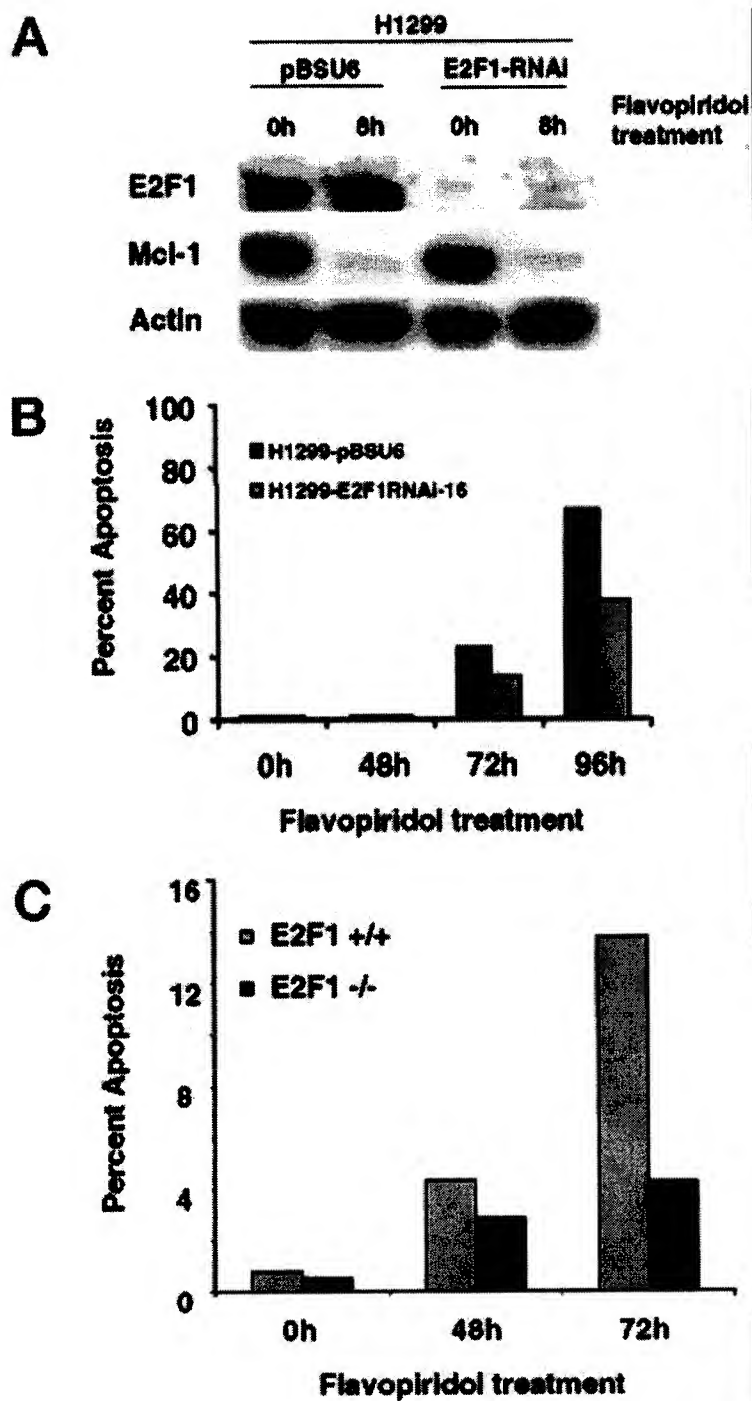 A
H1299
pBSU6 E2F1-RNAi
0h 8h 0h 8h
Flavopiridol
treatment
E2F1
Mcl-1
Actin
B
Percent Apoptosis
100
80
60
40
20
0
H1299-pBSU6
H1299-E2F1RNAi-16
0h 48h 72h 96h
Flavopiridol treatment
C
Percent Apoptosis
16
12
8
4
0
E2F1 +/+
E2F1 -/-
0h 48h 72h
Flavopiridol treatment